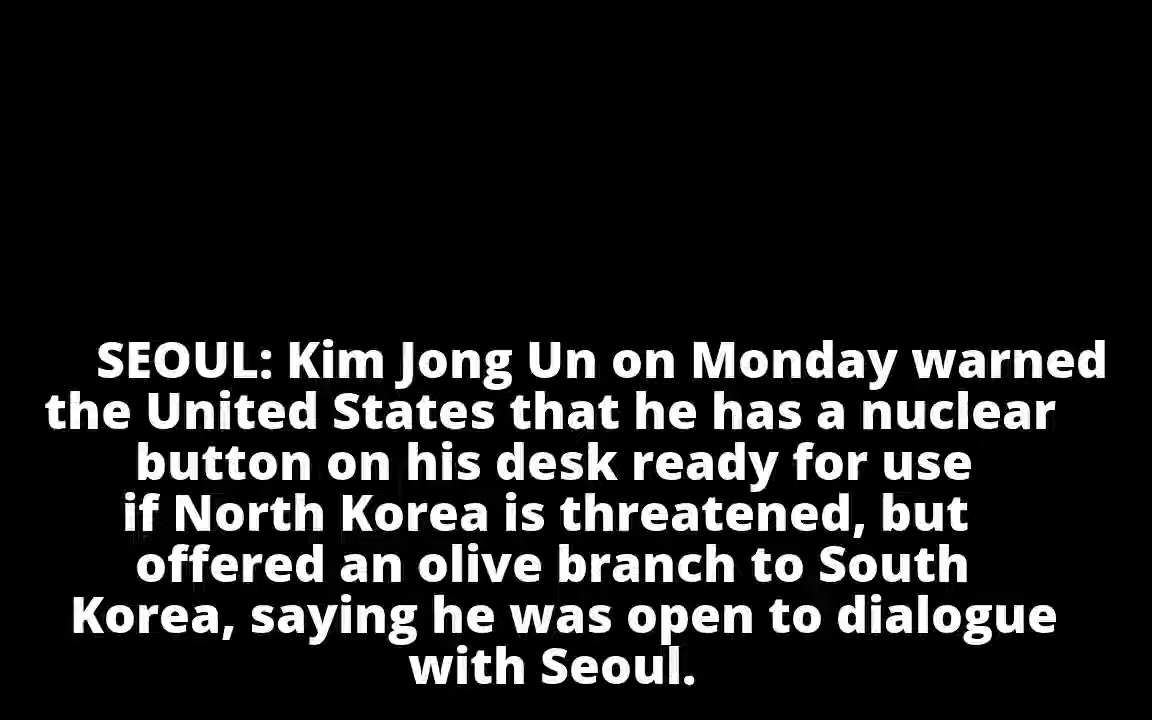 SEOUL: Kim Jong Un on Monday warned
the United States that he has a nuclear
button on his desk ready for use
if North Korea is threatened, but
offered an olive branch to South
Korea, saying he was open to dialogue
with Seoul.